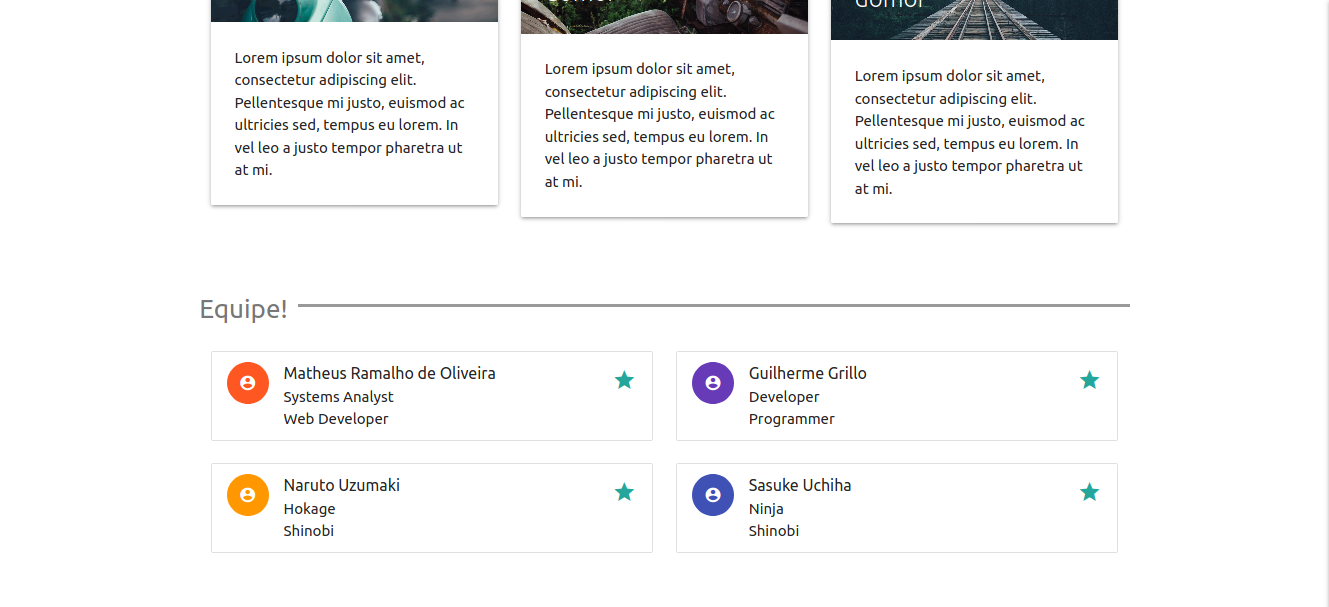 Gomor
Lorem ipsum dolor sit amet,
consectetur adipiscing elit.
Pellentesque mi justo, euismod ac
ultricies sed, tempus eu lorem. In
vel leo a justo tempor pharetra ut
at mi.
Lorem ipsum dolor sit amet,
consectetur adipiscing elit.
Pellentesque mi justo, euismod ac
ultricies sed, tempus eu lorem. In
vel leo a justo tempor pharetra ut
at mi.
Lorem ipsum dolor sit amet,
consectetur adipiscing elit.
Pellentesque mi justo, euismod ac
ultricies sed, tempus eu lorem. In
vel leo a justo tempor pharetra ut
at mi.
Equipe!
Matheus Ramalho de Oliveira
Systems Analyst
Web Developer
Guilherme Grillo
Developer
Programmer
Naruto Uzumaki
Hokage
Shinobi
Sasuke Uchiha
Ninja
Shinobi